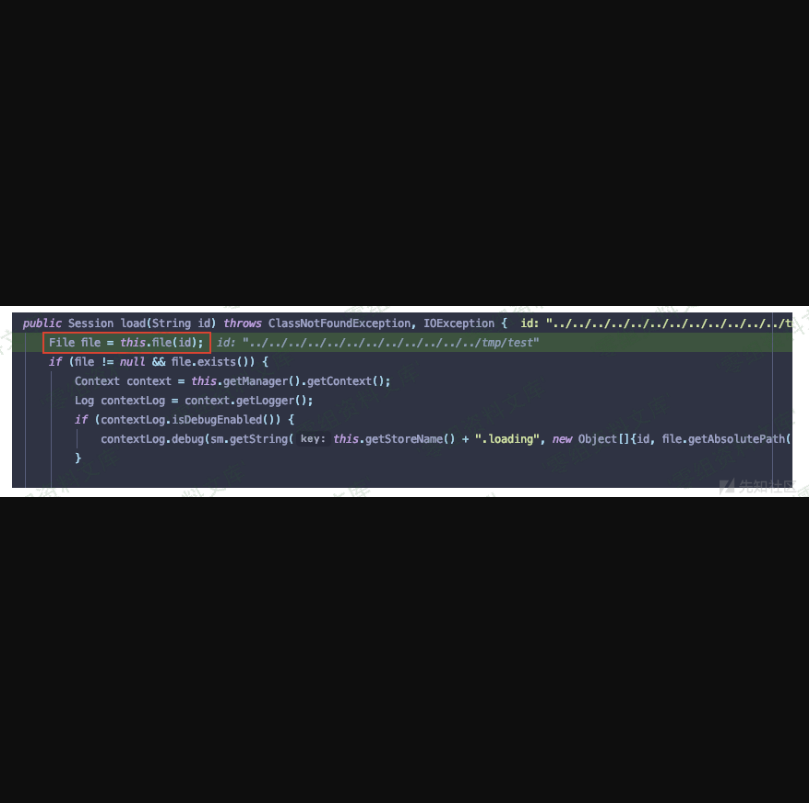 public Session load(String id) throws ClassNotFoundException, IOException { id: "../../../../../../../../../../../../t
File file = this.file(id); id: "../../../../../../../../../../../../tmp/test"
if (file != null && file.exists()) {
Context context = this.getManager().getContext();
Log contextLog = context.getLogger();
if (contextLog.isDebugEnabled()) {
contextLog.debug(sm.getString( key: this.getStoreName() + ".loading", new Object[]{id, file.getAbsolutePath(
}
先知社区